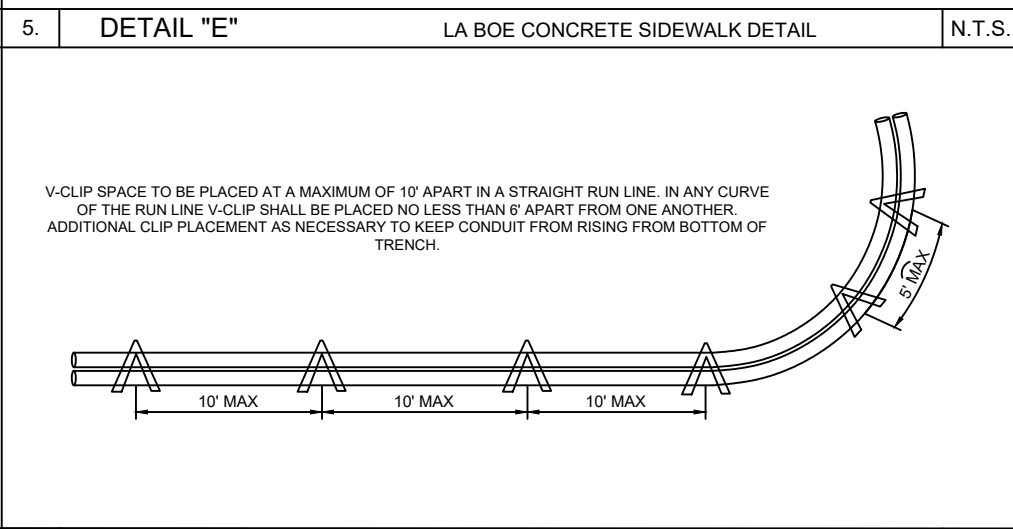 5. DETAIL "E" LA BOE CONCRETE SIDEWALK DETAIL N.T.S.
V-CLIP SPACE TO BE PLACED AT A MAXIMUM OF 10' APART IN A STRAIGHT RUN LINE. IN ANY CURVE
OF THE RUN LINE V-CLIP SHALL BE PLACED NO LESS THAN 6' APART FROM ONE ANOTHER.
ADDITIONAL CLIP PLACEMENT AS NECESSARY TO KEEP CONDUIT FROM RISING FROM BOTTOM OF
TRENCH.
5' MAX
10' MAX 10' MAX 10' MAX